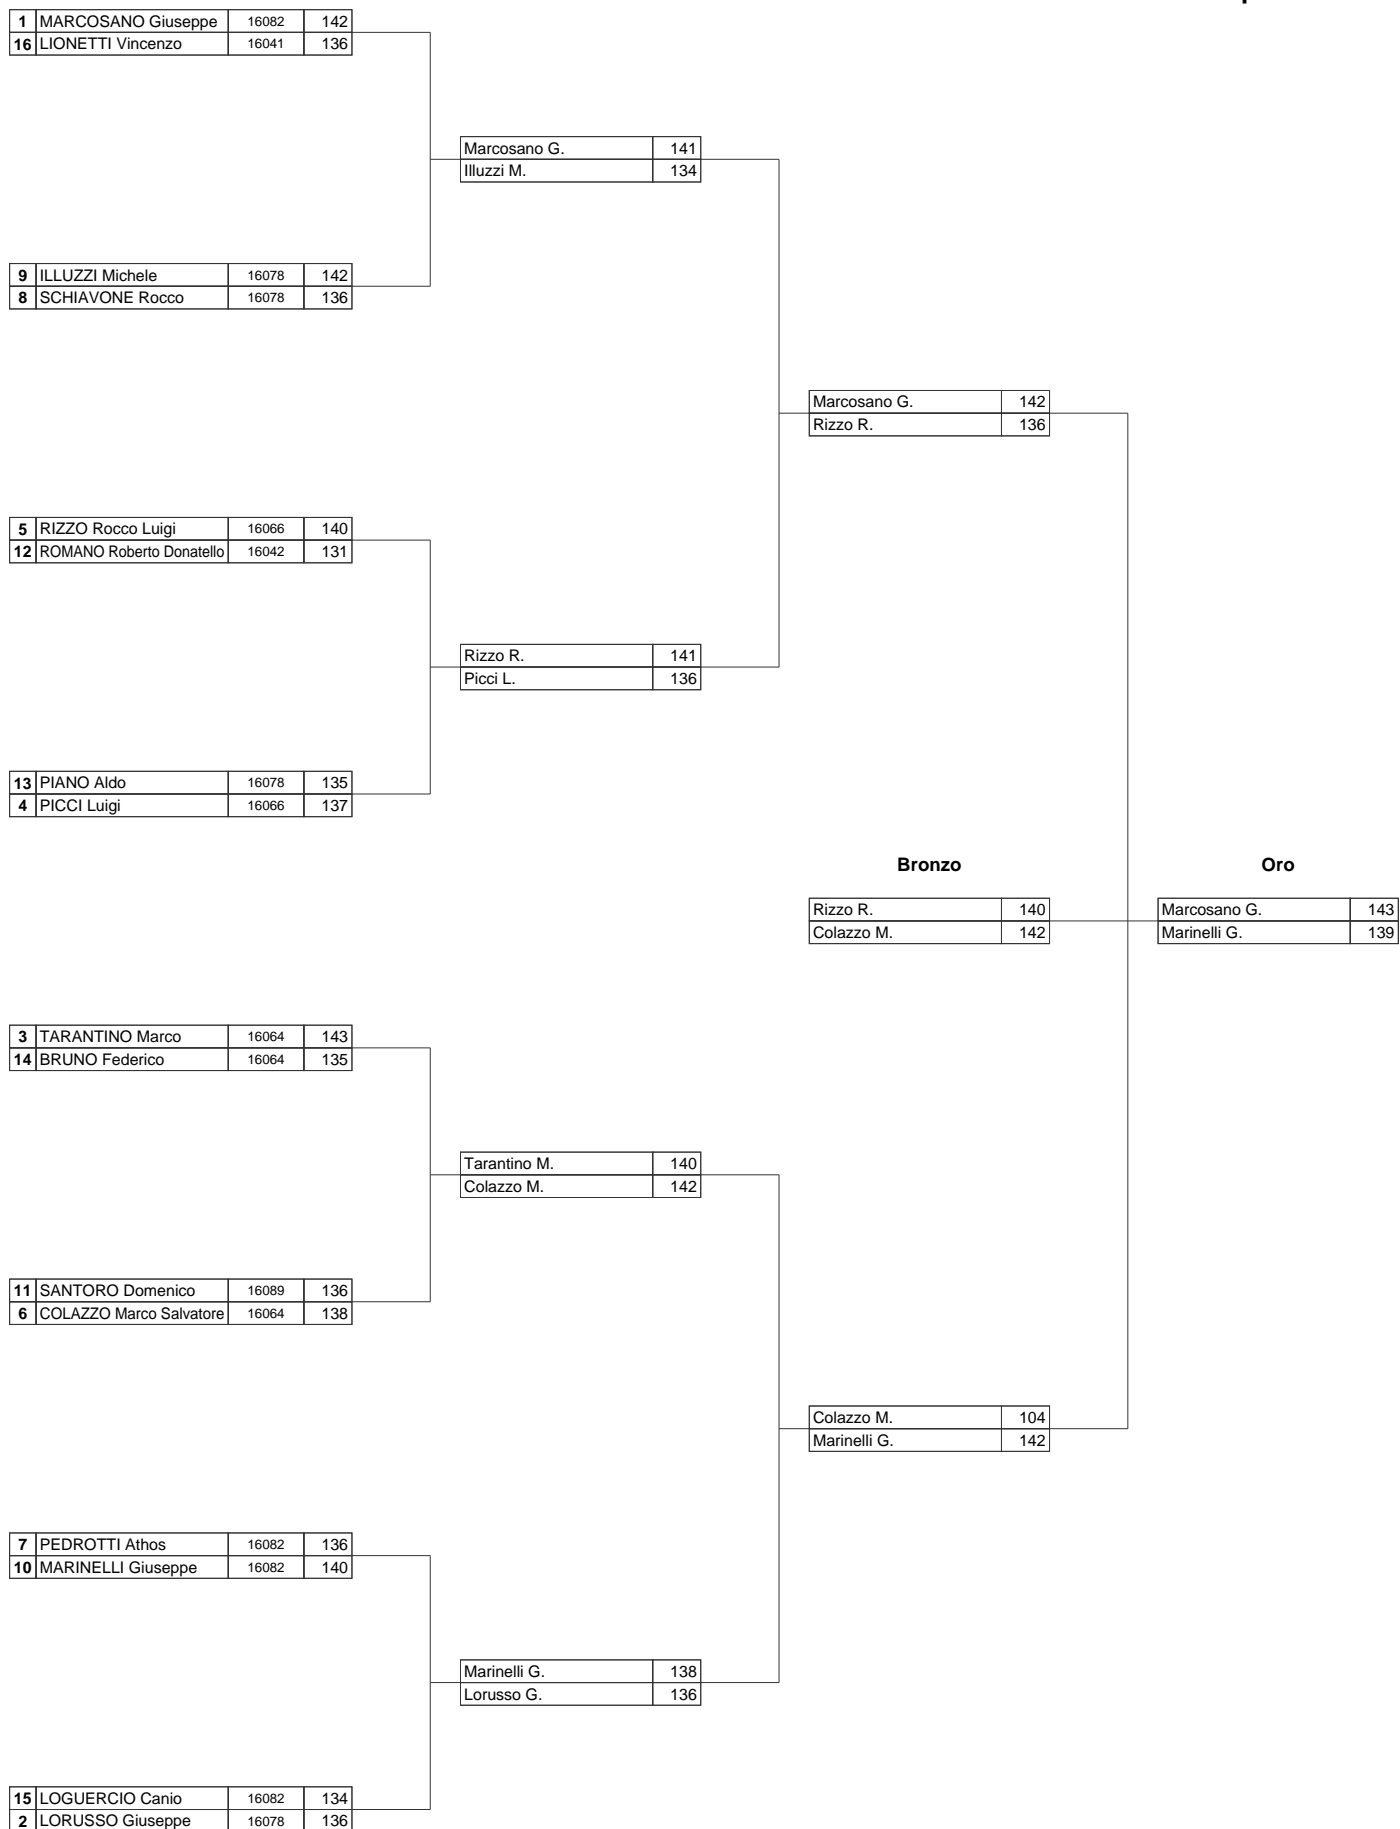 1 MARCOSANO Giuseppe 16082 142
16 LIONETTI Vincenzo 16041 136
Marcosano G. 141
Illuzzi M. 134
9 ILLUZZI Michele 16078 142
8 SCHIAVONE Rocco 16078 136
Marcosano G. 142
Rizzo R. 136
5 RIZZO Rocco Luigi 16066 140
12 ROMANO Roberto Donatello 16042 131
Rizzo R. 141
Picci L. 136
13 PIANO Aldo 16078 135
4 PICCI Luigi 16066 137
Bronzo Oro
Rizzo R. 140 Marcosano G. 143
Colazzo M. 142 Marinelli G. 139
3 TARANTINO Marco 16064 143
14 BRUNO Federico 16064 135
Tarantino M. 140
Colazzo M. 142
11 SANTORO Domenico 16089 136
6 COLAZZO Marco Salvatore 16064 138
Colazzo M. 104
Marinelli G. 142
7 PEDROTTI Athos 16082 136
10 MARINELLI Giuseppe 16082 140
Marinelli G. 138
Lorusso G. 136
15 LOGUERCIO Canio 16082 134
2 LORUSSO Giuseppe 16078 136